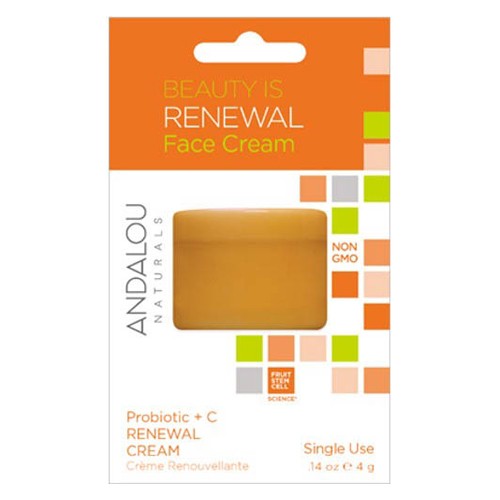 BEAUTY IS
RENEWAL
Face Cream
ANDALOU
NATURALS
NON
GMO
FRUIT
STEM
CELL
SCIENCE®
Probiotic + C
RENEWAL
CREAM
Crème Renouvellante
Single Use
.14 oz ℮ 4 g